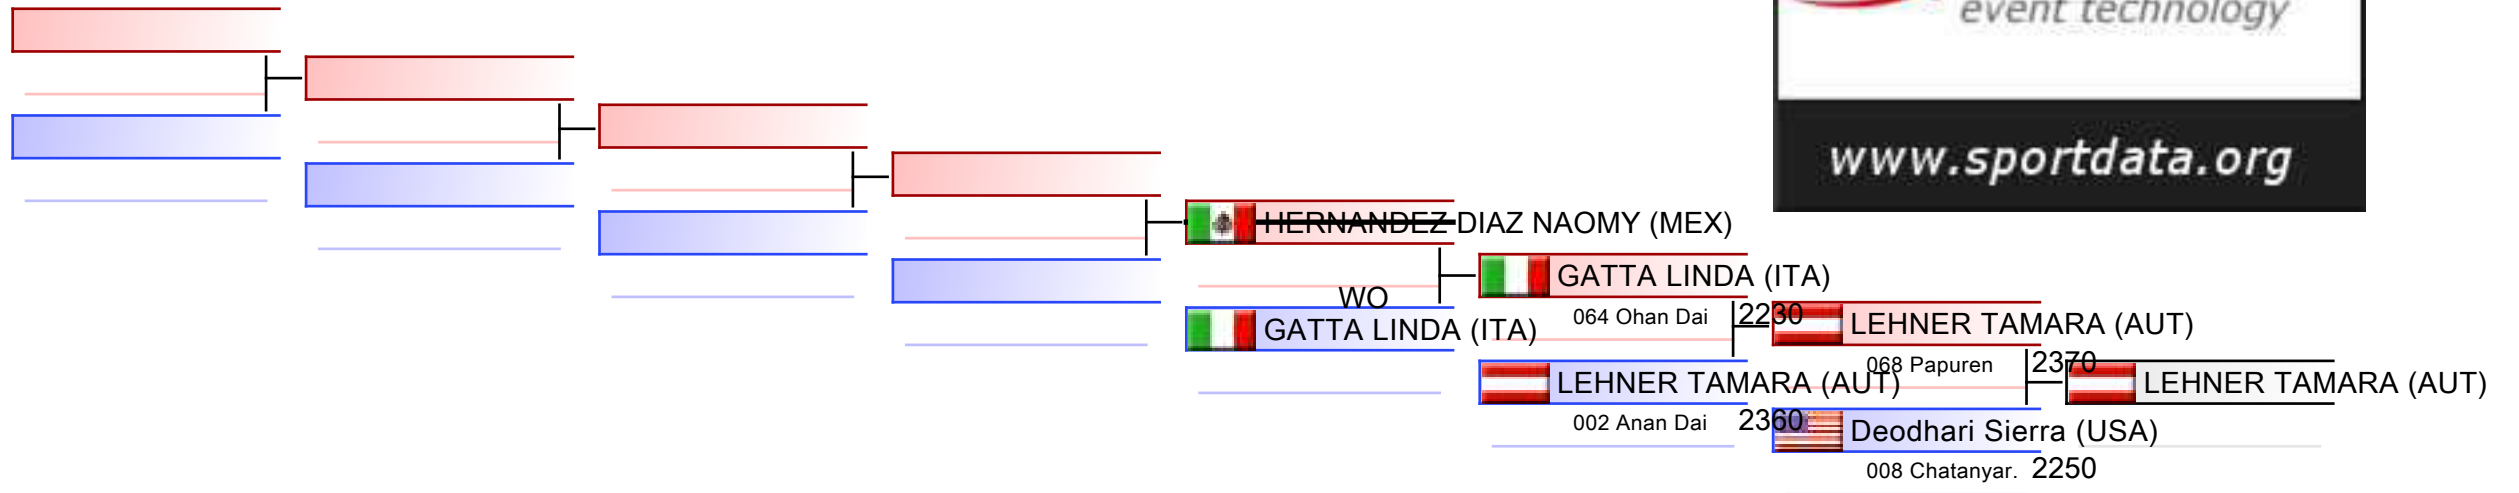 event technology
www.sportdata.org
HERNANDEZ DIAZ NAOMY (MEX)
WO
GATTA LINDA (ITA)
GATTA LINDA (ITA)
064 Ohan Dai 2230
LEHNER TAMARA (AUT)
002 Anan Dai 2360
LEHNER TAMARA (AUT)
068 Papuren 2370
Deodhari Sierra (USA)
008 Chatanyar. 2250
LEHNER TAMARA (AUT)